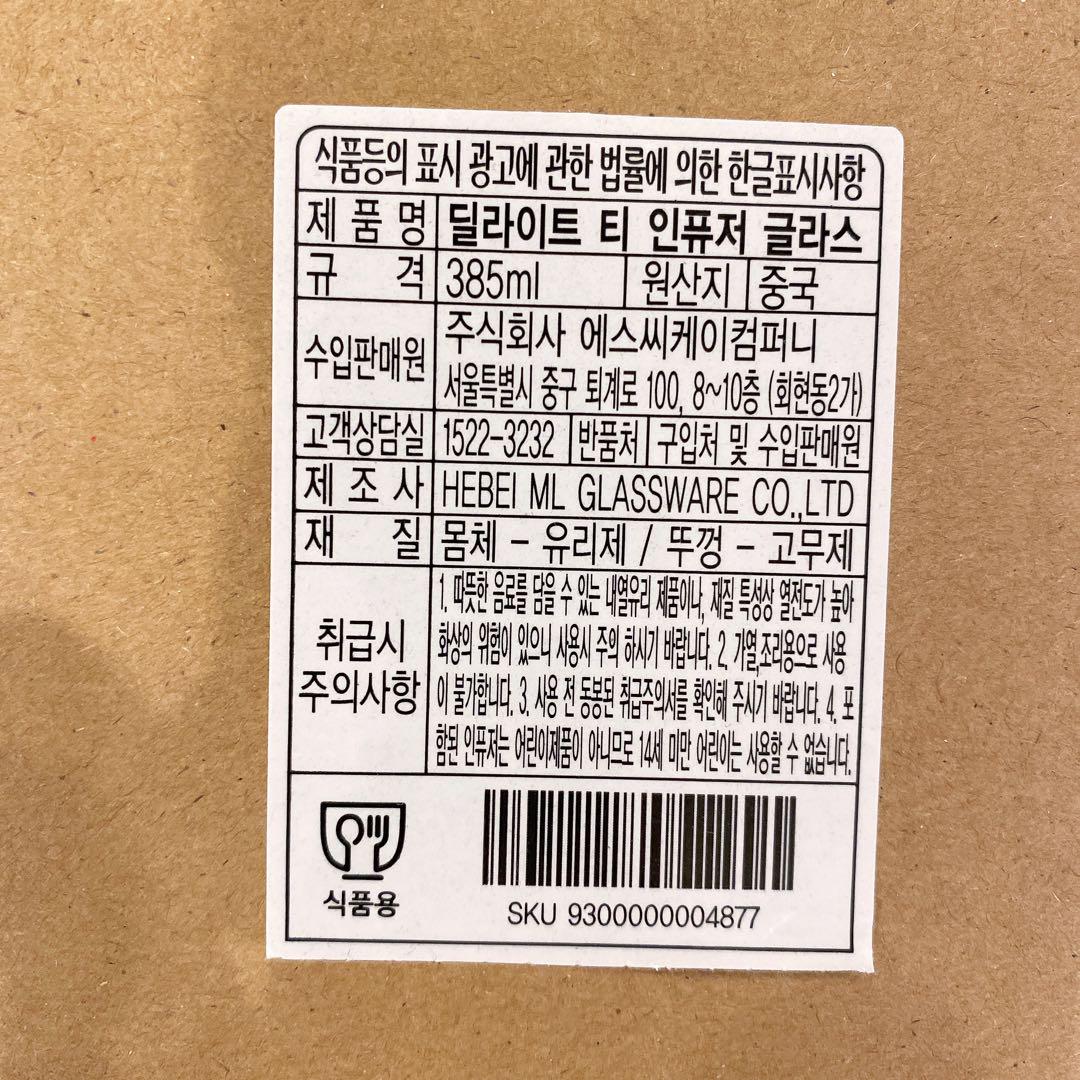 식품등의 표시 광고에 관한 법률에 의한 한글표시사항
제품명 딜라이트 티 인퓨저 글라스
규격 385ml 원산지 중국
수입판매원 주식회사 에스씨케이컴퍼니
서울특별시 중구 퇴계로 100, 8~10층 (회현동2가)
고객상담실 1522-3232 반품처 구입처 및 수입판매원
제조사 HEBEI ML GLASSWARE CO.,LTD
재질 몸체 - 유리제 / 뚜껑 - 고무제
취급시 주의사항
1. 따뜻한 음료를 담을 수 있는 내열유리 제품이나, 재질 특성상 열전도가 높아
화상의 위험이 있으니 사용시 주의 하시기 바랍니다. 2. 가열,조리용으로 사용
이 불가합니다. 3. 사용 전 동봉된 취급주의서를 확인해 주시기 바랍니다. 4. 포
함된 인퓨저는 어린이제품이 아니므로 14세 미만 어린이는 사용할 수 없습니다.
식품용
SKU 9300000004877